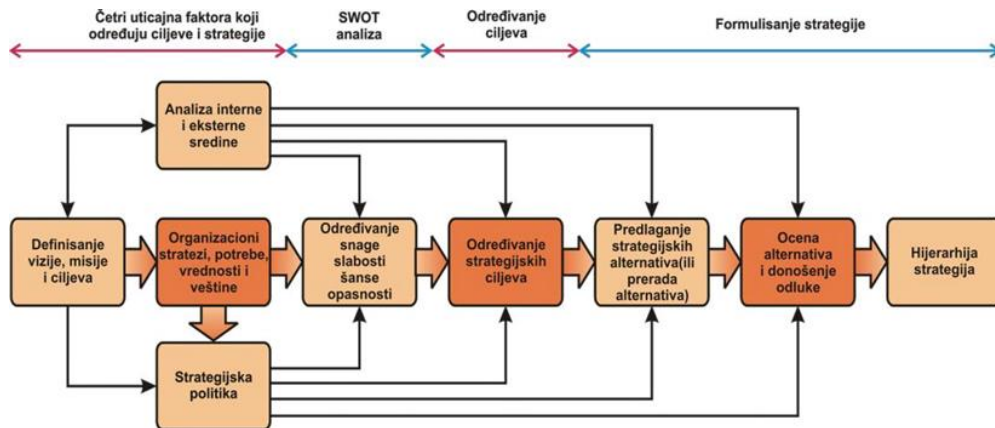 Četri uticajna faktora koji
određuju ciljeve i strategije
SWOT
analiza
Određivanje
ciljeva
Formulisanje strategije
Analiza interne
i eksterne
sredine
Definisanje
vizije, misije
i ciljeva
Organizacioni
stratezi, potrebe,
vrednosti i
veštine
Određivanje
snage
slabosti
šanse
opasnosti
Određivanje
strategijskih
ciljeva
Predlaganje
strategijskih
alternativa(ili
prerada
alternativa)
Ocena
alternativa
i donošenje
odluke
Hijerarhija
strategija
Strategijska
politika